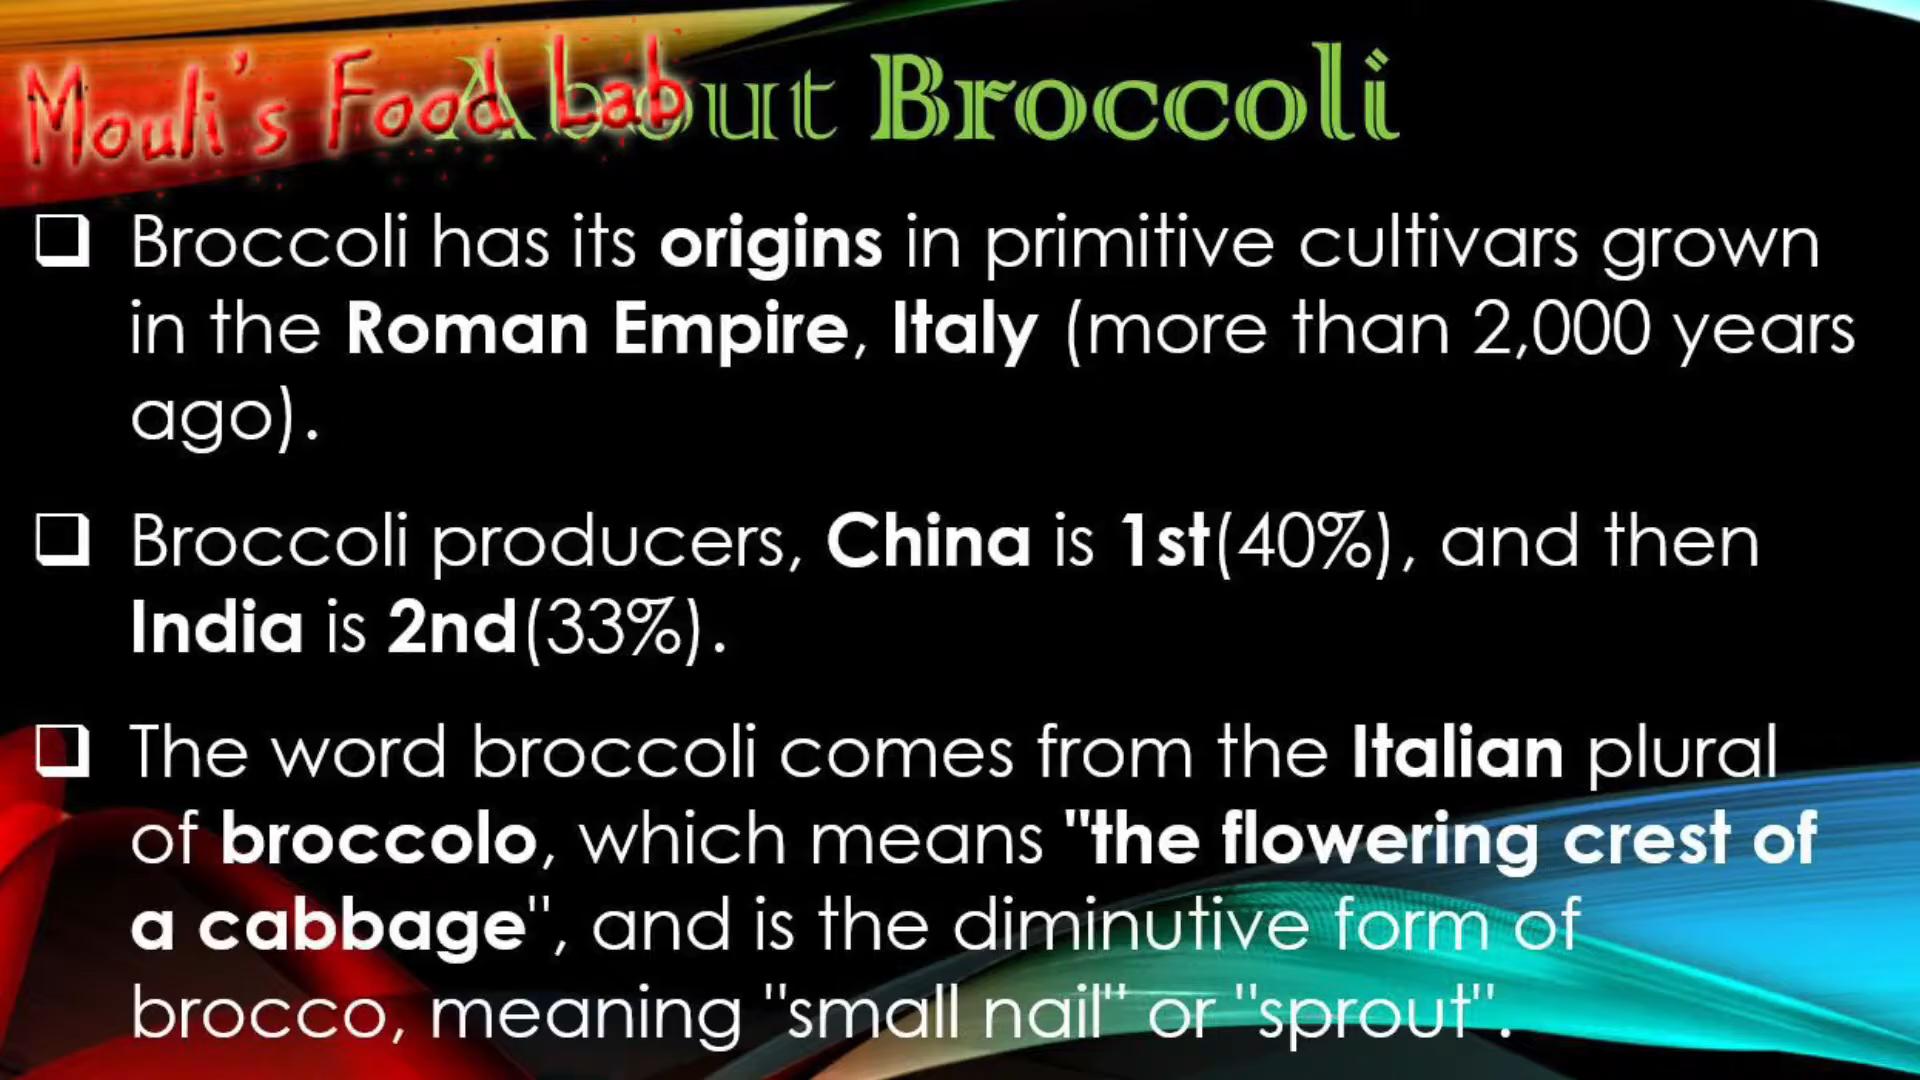 Mouli's Food Lab
About Broccoli
❑ Broccoli has its origins in primitive cultivars grown
in the Roman Empire, Italy (more than 2,000 years
ago).
❑ Broccoli producers, China is 1st(40%), and then
India is 2nd(33%).
❑ The word broccoli comes from the Italian plural
of broccolo, which means "the flowering crest of
a cabbage", and is the diminutive form of
brocco, meaning "small nail" or "sprout".